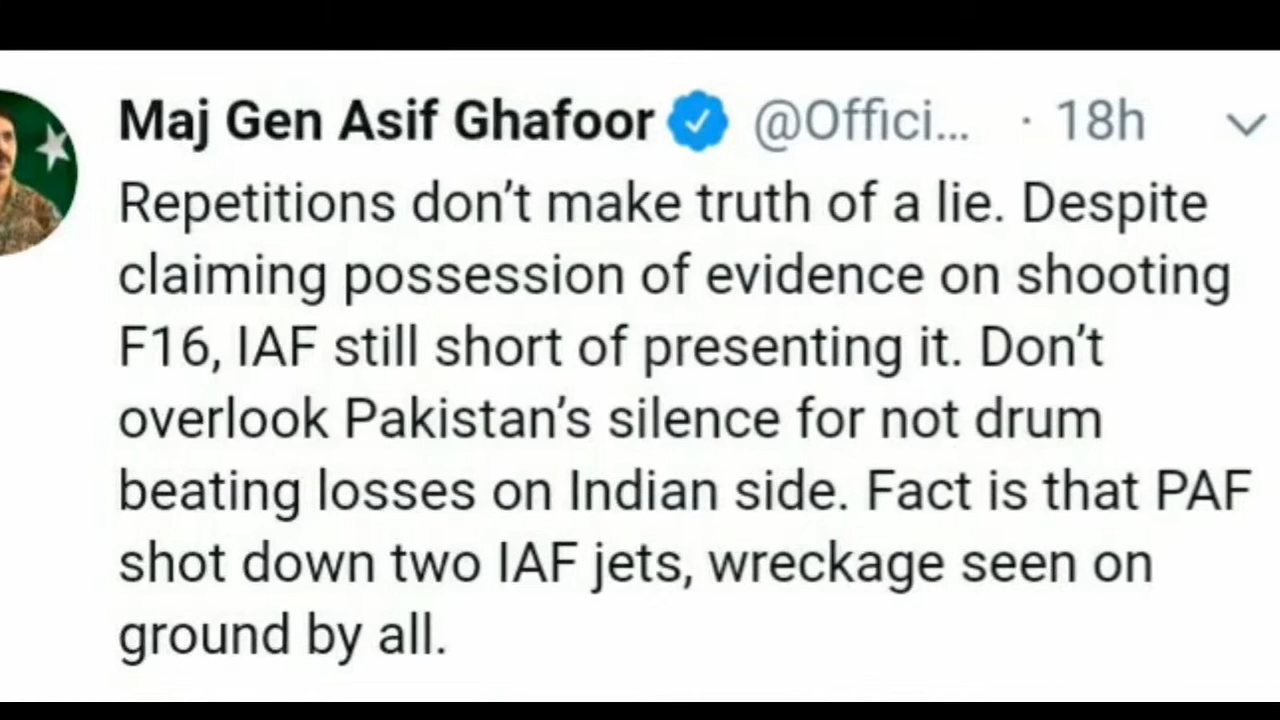 Maj Gen Asif Ghafoor @Offici... · 18h
Repetitions don't make truth of a lie. Despite
claiming possession of evidence on shooting
F16, IAF still short of presenting it. Don't
overlook Pakistan's silence for not drum
beating losses on Indian side. Fact is that PAF
shot down two IAF jets, wreckage seen on
ground by all.